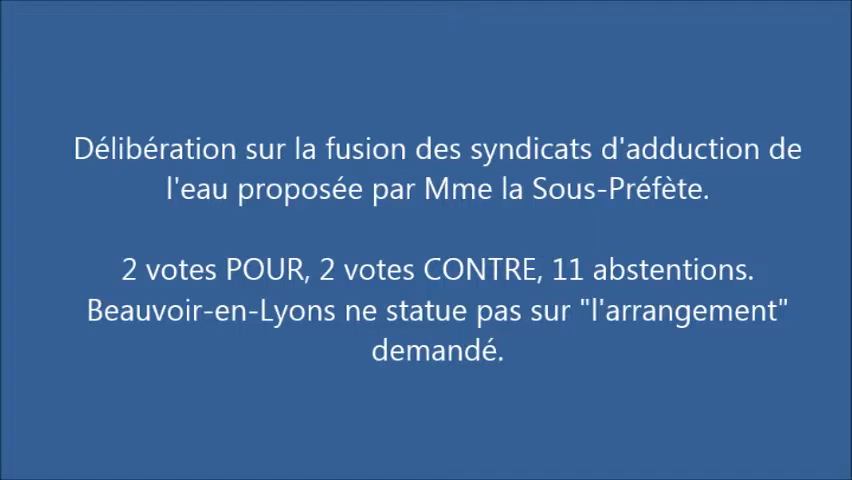 Délibération sur la fusion des syndicats d'adduction de
l'eau proposée par Mme la Sous-Préfète.
2 votes POUR, 2 votes CONTRE, 11 abstentions.
Beauvoir-en-Lyons ne statue pas sur "l'arrangement"
demandé.